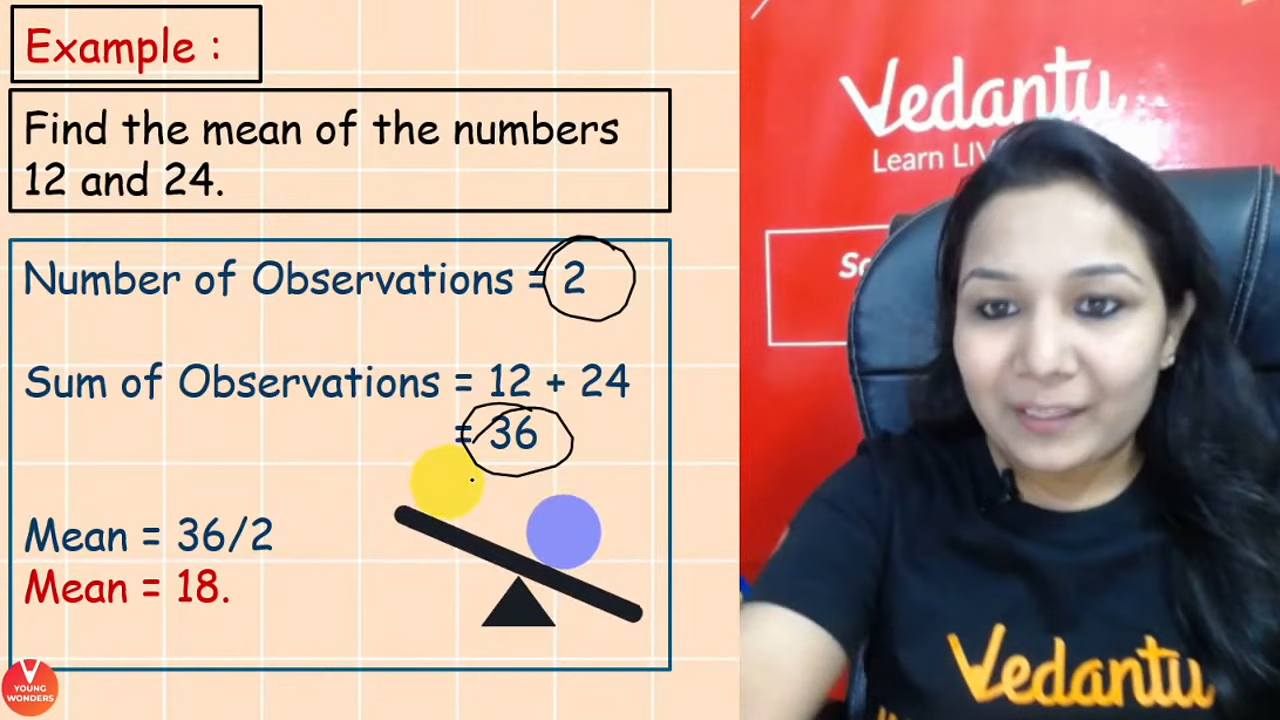 Example :
Find the mean of the numbers
12 and 24.
Number of Observations = 2
Sum of Observations = 12 + 24
= 36
Mean = 36/2
Mean = 18.
YOUNG
WONDERS
Vedantu
Learn LIV
Vedantu